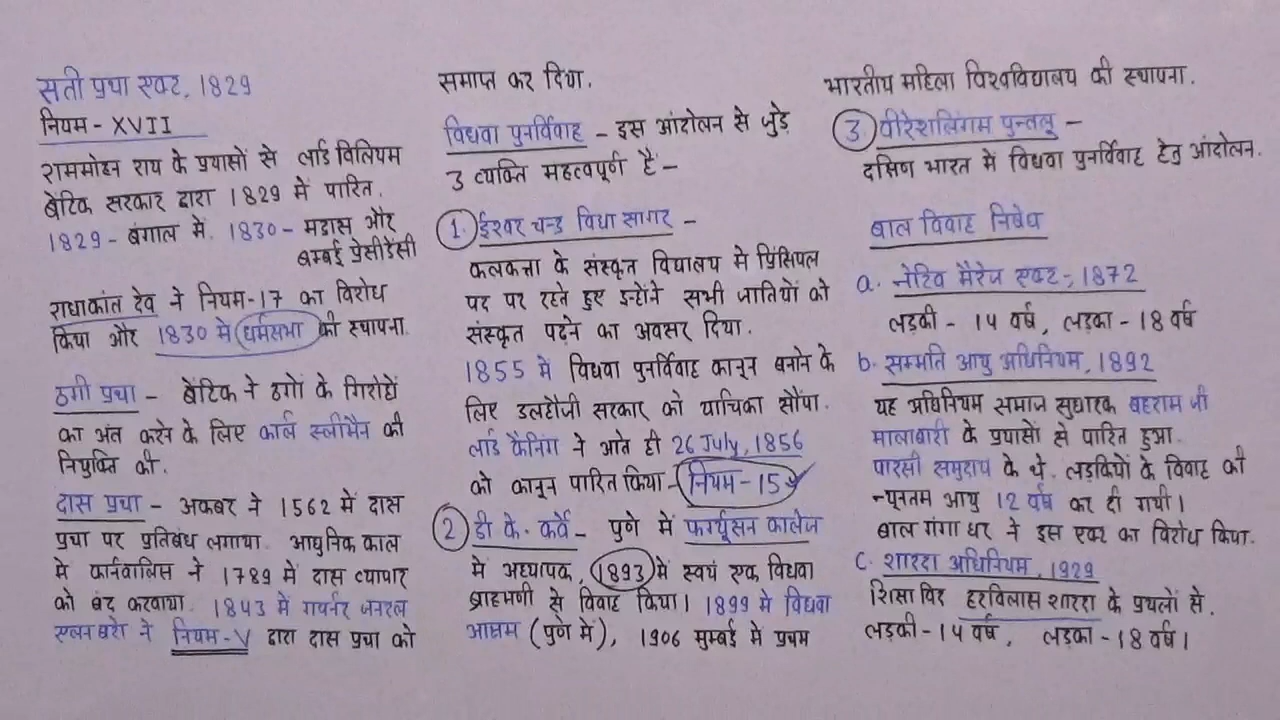 सती प्रथा एक्ट, 1829
नियम - XVII
राममोहन राय के प्रयासों से लार्ड विलियम
बेंटिक सरकार द्वारा 1829 में पारित.
1829 - बंगाल में. 1830 - मद्रास और
बम्बई प्रेसीडेंसी
राधाकांत देव ने नियम-17 का विरोध
किया और 1830 में धर्मसभा की स्थापना.
ठगी प्रथा - बेंटिक ने ठगों के गिरोहों
का अंत करने के लिए कार्ल स्लीमैन की
नियुक्ति की.
दास प्रथा - अकबर ने 1562 में दास
प्रथा पर प्रतिबंध लगाया. आधुनिक काल
में कार्नवालिस ने 1789 में दास व्यापार
को बंद करवाया. 1843 में गवर्नर जनरल
एलनबरो ने नियम-V द्वारा दास प्रथा को
समाप्त कर दिया.
विधवा पुनर्विवाह - इस आंदोलन से जुड़े
3 व्यक्ति महत्वपूर्ण हैं -
1. ईश्वर चन्द्र विद्या सागर -
कलकत्ता के संस्कृत विद्यालय में प्रिंसिपल
पद पर रहते हुए इन्होंने सभी जातियों को
संस्कृत पढ़ने का अवसर दिया.
1855 में विधवा पुनर्विवाह कानून बनाने के
लिए डलहौजी सरकार को याचिका सौंपा.
लार्ड कैनिंग ने आते ही 26 July, 1856
को कानून पारित किया - नियम - 15
2. डी के. कर्वे - पुणे में फर्ग्यूसन कालेज
में अध्यापक, 1893 में स्वयं एक विधवा
ब्राहमणी से विवाह किया। 1899 में विधवा
आश्रम (पुणे में), 1906 मुम्बई में प्रथम
भारतीय महिला विश्वविद्यालय की स्थापना.
3. वीरेशलिंगम पुन्तलू -
दक्षिण भारत में विधवा पुनर्विवाह हेतु आंदोलन.
बाल विवाह निषेध
a. नेटिव मैरेज एक्ट, 1872
लड़की - 14 वर्ष, लड़का - 18 वर्ष
b. सम्मति आयु अधिनियम, 1892
यह अधिनियम समाज सुधारक बहराम जी
मालाबारी के प्रयासों से पारित हुआ.
पारसी समुदाय के थे. लड़कियों के विवाह की
न्यूनतम आयु 12 वर्ष कर दी गयी।
बाल गंगा धर ने इस एक्ट का विरोध किया.
C. शारदा अधिनियम, 1929
शिक्षाविद हरविलास शारदा के प्रयत्नों से.
लड़की - 14 वर्ष, लड़का - 18 वर्ष।